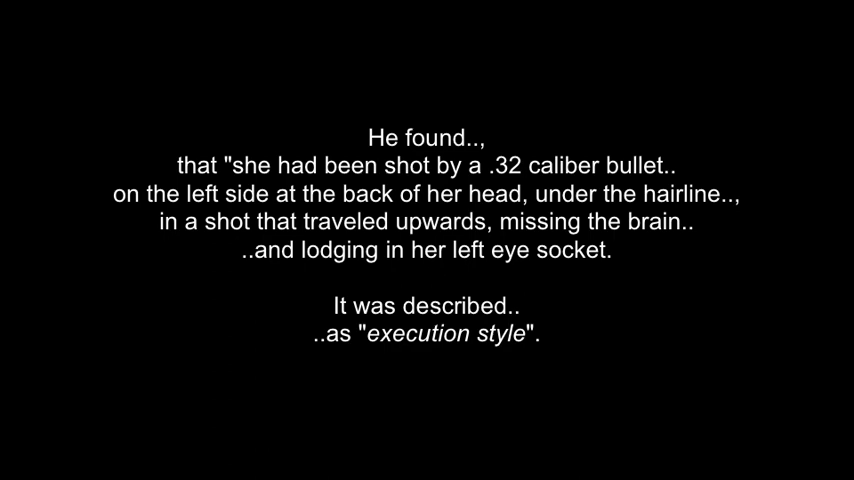 He found..,
that "she had been shot by a .32 caliber bullet..
on the left side at the back of her head, under the hairline..,
in a shot that traveled upwards, missing the brain..
..and lodging in her left eye socket.
It was described..
..as "execution style".